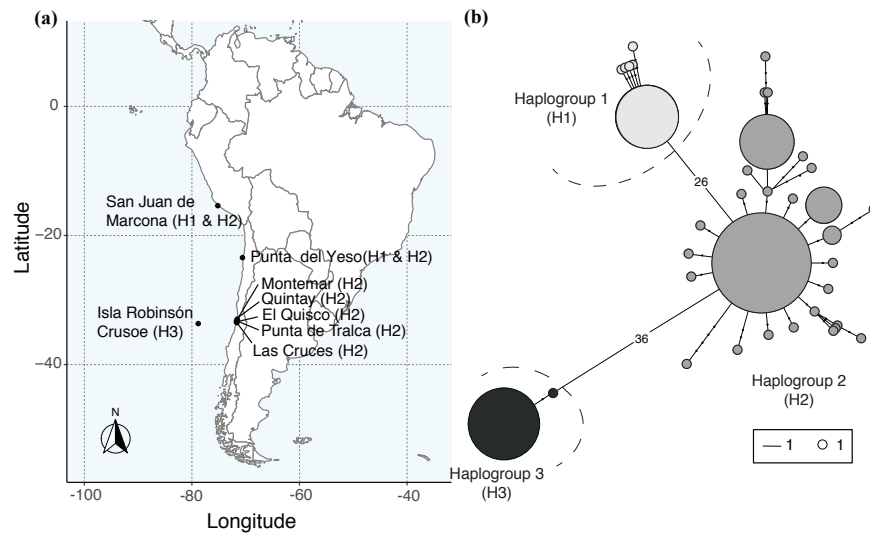 (a)
0
−20
−40
Latitude
San Juan de
Marcona (H1 & H2)
Punta del Yeso(H1 & H2)
Montemar (H2)
Quintay (H2)
El Quisco (H2)
Punta de Tralca (H2)
Las Cruces (H2)
Isla Robinsón
Crusoe (H3)
N
-100
-80
-60
-40
Longitude
(b)
Haplogroup 1
(H1)
26
36
Haplogroup 2
(H2)
Haplogroup 3
(H3)
1 1